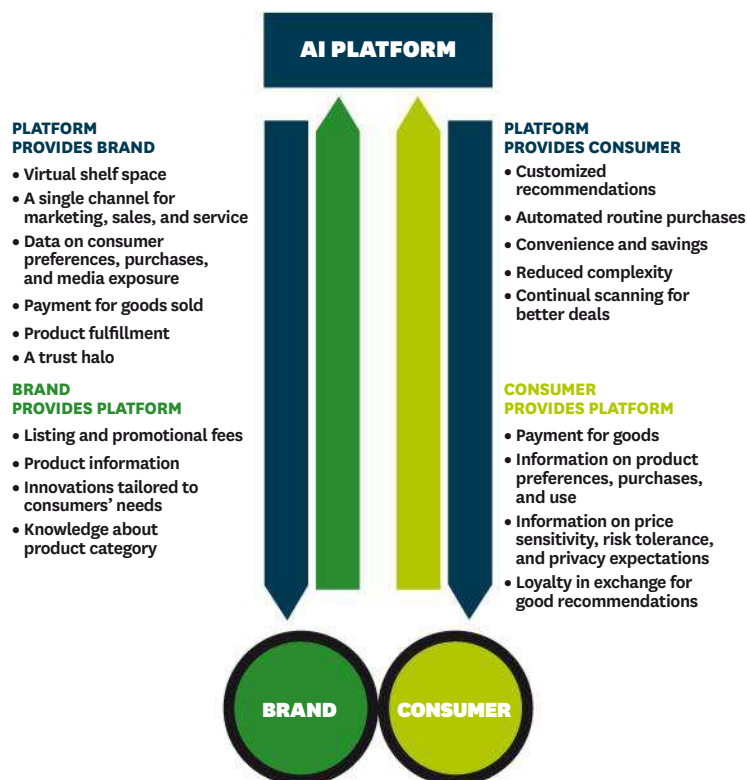 AI PLATFORM
PLATFORM
PROVIDES BRAND
• Virtual shelf space
• A single channel for
marketing, sales, and service
• Data on consumer
preferences, purchases,
and media exposure
• Payment for goods sold
• Product fulfillment
• A trust halo
BRAND
PROVIDES PLATFORM
• Listing and promotional fees
• Product information
• Innovations tailored to
consumers’ needs
• Knowledge about
product category
PLATFORM
PROVIDES CONSUMER
• Customized
recommendations
• Automated routine purchases
• Convenience and savings
• Reduced complexity
• Continual scanning for
better deals
CONSUMER
PROVIDES PLATFORM
• Payment for goods
• Information on product
preferences, purchases,
and use
• Information on price
sensitivity, risk tolerance,
and privacy expectations
• Loyalty in exchange for
good recommendations
BRAND
CONSUMER